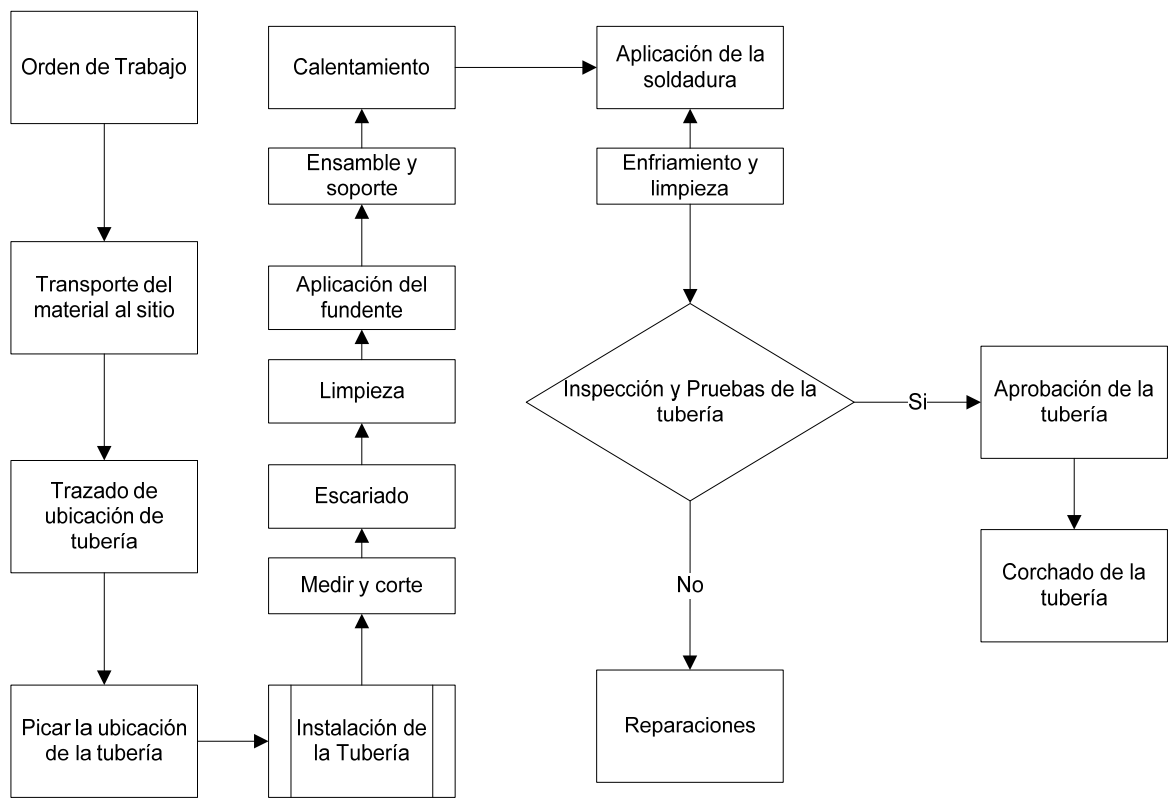 Orden de Trabajo
Transporte del
material al sitio
Trazado de
ubicación de
tubería
Picar la ubicación
de la tubería
Instalación de
la Tubería
Medir y corte
Escariado
Limpieza
Aplicación del
fundente
Ensamble y
soporte
Calentamiento
Aplicación de la
soldadura
Enfriamiento y
limpieza
Inspección y Pruebas de la
tubería
Si
Aprobación de la
tubería
Corchado de la
tubería
No
Reparaciones